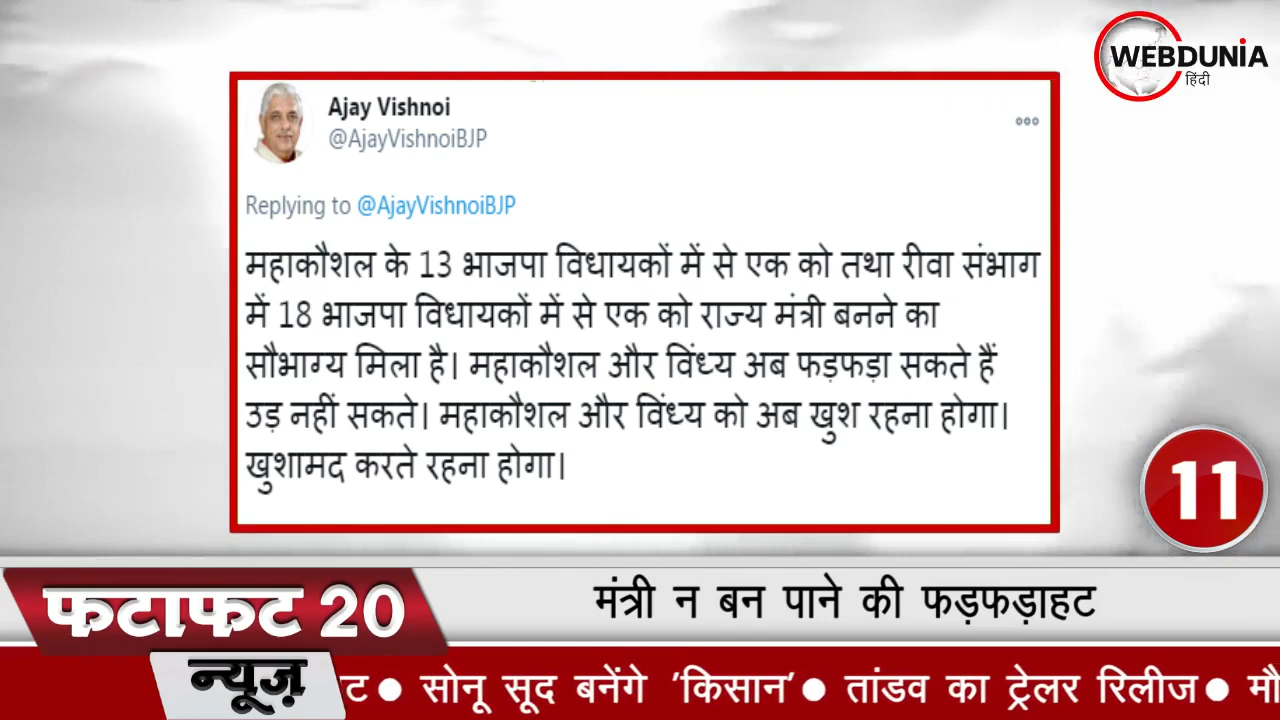 WEBDUNIA
हिंदी
Ajay Vishnoi
@AjayVishnoiBJP
Replying to @AjayVishnoiBJP
महाकौशल के 13 भाजपा विधायकों में से एक को तथा रीवा संभाग
में 18 भाजपा विधायकों में से एक को राज्य मंत्री बनने का
सौभाग्य मिला है। महाकौशल और विंध्य अब फड़फड़ा सकते हैं
उड़ नहीं सकते। महाकौशल और विंध्य को अब खुश रहना होगा।
खुशामद करते रहना होगा।
11
फटाफट 20
न्यूज़
मंत्री न बन पाने की फड़फड़ाहट
ट● सोनू सूद बनेंगे 'किसान'● तांडव का ट्रेलर रिलीज● मौ